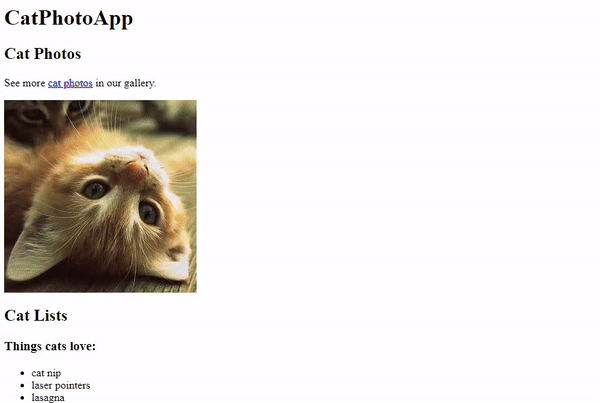 CatPhotoApp
Cat Photos
See more cat photos in our gallery.
Cat Lists
Things cats love:
cat nip
laser pointers
lasagna